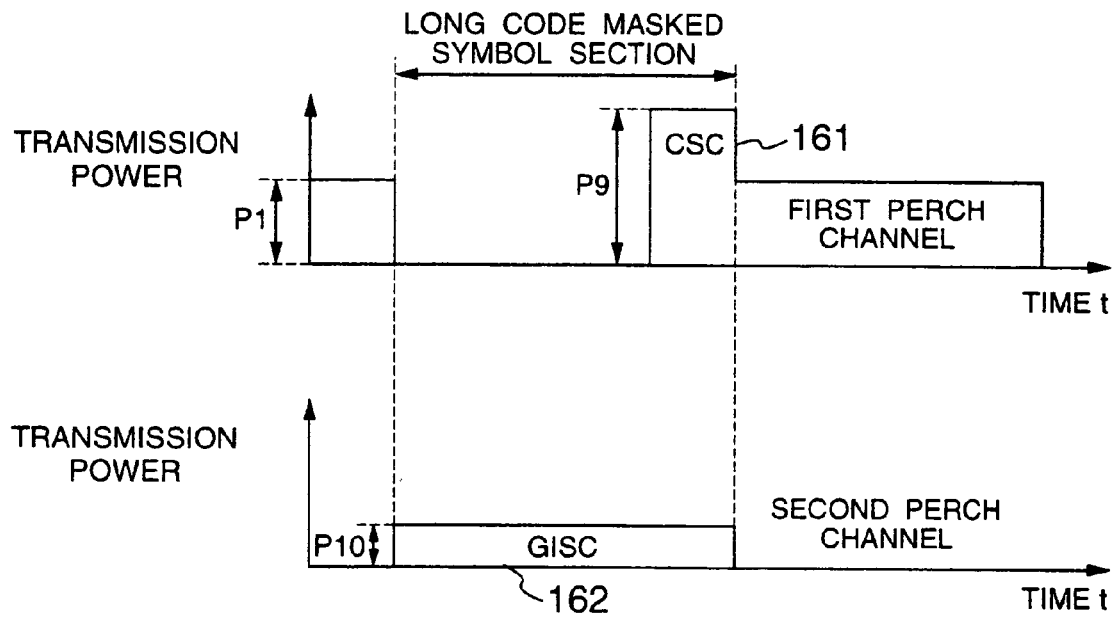 LONG CODE MASKED
SYMBOL SECTION
TRANSMISSION
POWER
P1
P9
CSC
161
FIRST PERCH
CHANNEL
TIME t
TRANSMISSION
POWER
P10
GISC
162
SECOND PERCH
CHANNEL
TIME t